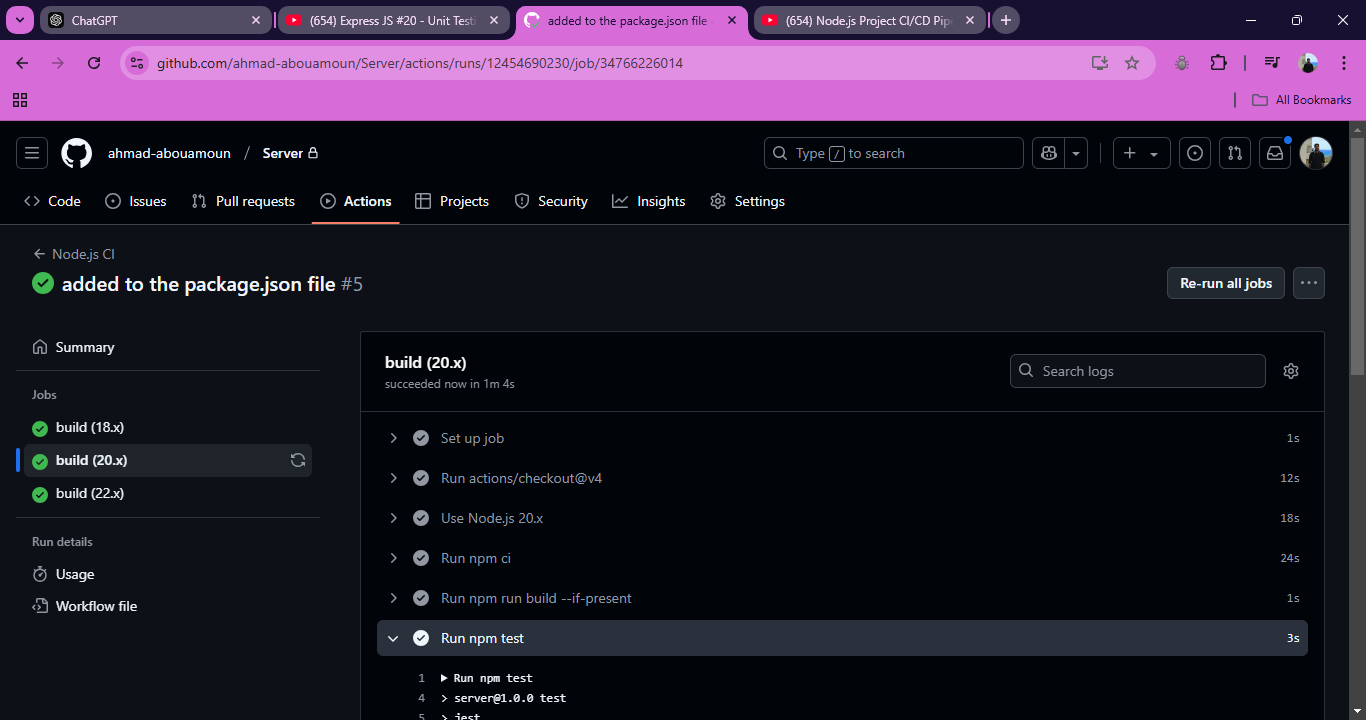 ChatGPT
(654) Express JS #20 - Unit Testi
added to the package.json file
(654) Node.js Project CI/CD Pip
github.com/ahmad-abouamoun/Server/actions/runs/12454690230/job/34766226014
All Bookmarks
ahmad-abouamoun / Server
Type / to search
Code
Issues
Pull requests
Actions
Projects
Security
Insights
Settings
Node.js CI
added to the package.json file #5
Re-run all jobs
Summary
Jobs
build (18.x)
build (20.x)
build (22.x)
Run details
Usage
Workflow file
build (20.x)
succeeded now in 1m 4s
Search logs
Set up job 1s
Run actions/checkout@v4 12s
Use Node.js 20.x 18s
Run npm ci 24s
Run npm run build --if-present 1s
Run npm test 3s
1 Run npm test
4 > server@1.0.0 test
5 > jest